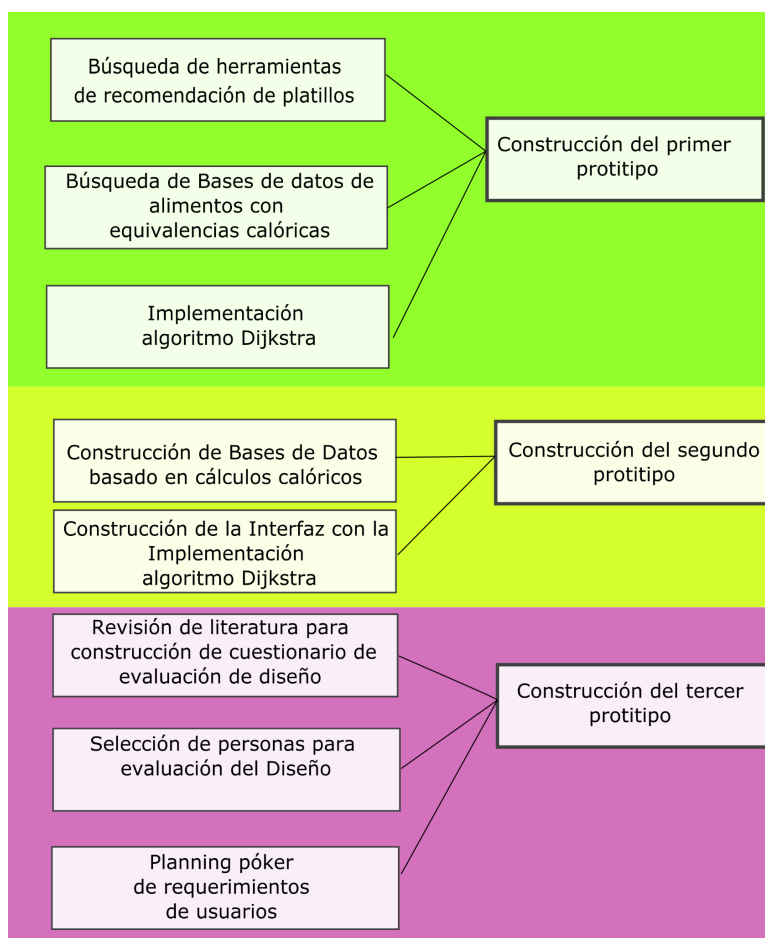 Búsqueda de herramientas
de recomendación de platillos
Búsqueda de Bases de datos de
alimentos con
equivalencias calóricas
Implementación
algoritmo Dijkstra
Construcción del primer
protitipo
Construcción de Bases de Datos
basado en cálculos calóricos
Construcción de la Interfaz con la
Implementación
algoritmo Dijkstra
Construcción del segundo
protitipo
Revisión de literatura para
construcción de cuestionario de
evaluación de diseño
Selección de personas para
evaluación del Diseño
Planning póker
de requerimientos
de usuarios
Construcción del tercer
protitipo